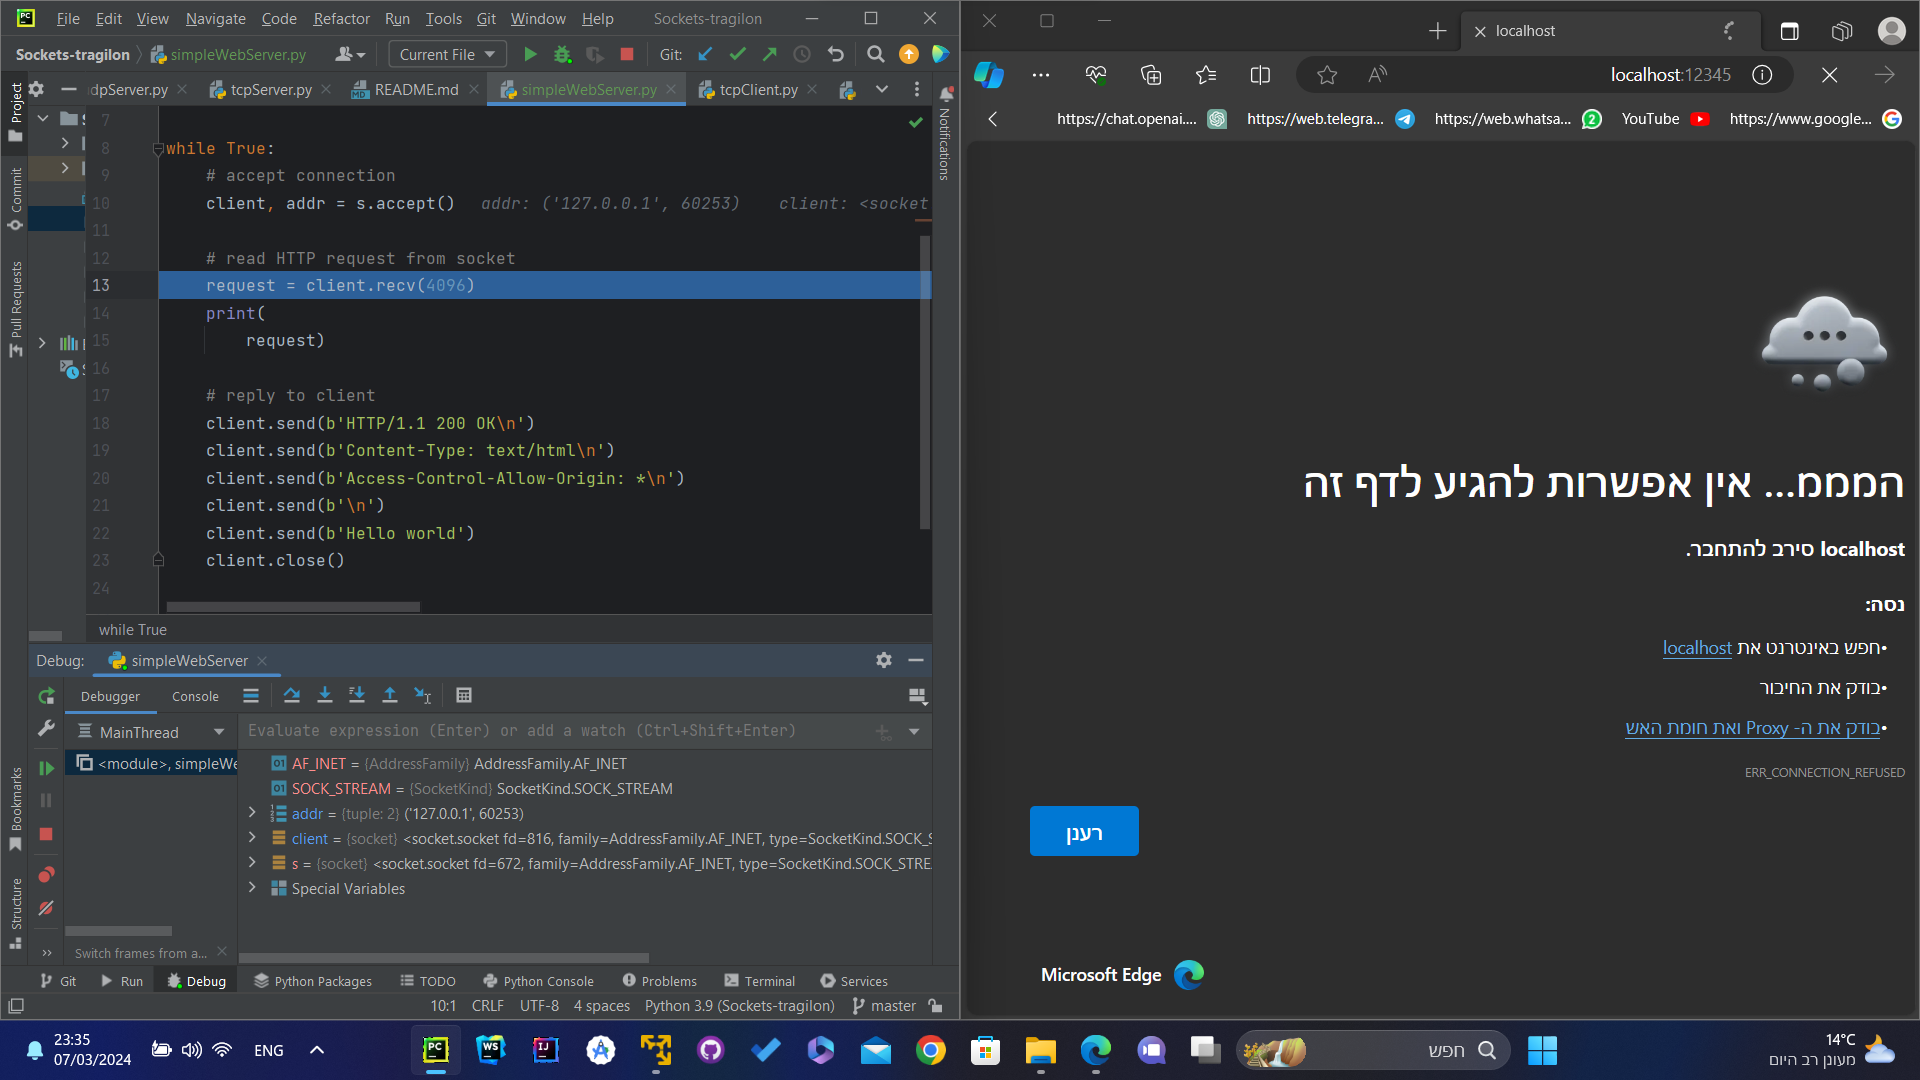 File Edit View Navigate Code Refactor Run Tools Git Window Help Sockets-tragilon
Sockets-tragilon simpleWebServer.py Current File Git:
dpServer.py tcpServer.py README.md simpleWebServer.py tcpClient.py
Project
Commit
Pull Requests
Bookmarks
Structure
Notifications
7
8 while True:
9 # accept connection
10 client, addr = s.accept() addr: ('127.0.0.1', 60253) client: <socket
11
12 # read HTTP request from socket
13 request = client.recv(4096)
14 print(
15 request)
16
17 # reply to client
18 client.send(b'HTTP/1.1 200 OK\n')
19 client.send(b'Content-Type: text/html\n')
20 client.send(b'Access-Control-Allow-Origin: *\n')
21 client.send(b'\n')
22 client.send(b'Hello world')
23 client.close()
24
while True
Debug: simpleWebServer
Debugger Console
MainThread
Evaluate expression (Enter) or add a watch (Ctrl+Shift+Enter)
<module>, simpleWe
AF_INET = {AddressFamily} AddressFamily.AF_INET
SOCK_STREAM = {SocketKind} SocketKind.SOCK_STREAM
addr = {tuple: 2} ('127.0.0.1', 60253)
client = {socket} <socket.socket fd=816, family=AddressFamily.AF_INET, type=SocketKind.SOCK_S
s = {socket} <socket.socket fd=672, family=AddressFamily.AF_INET, type=SocketKind.SOCK_STRE
Special Variables
Switch frames from a...
Git Run Debug Python Packages TODO Python Console Problems Terminal Services
10:1 CRLF UTF-8 4 spaces Python 3.9 (Sockets-tragilon) master
localhost
localhost:12345
https://chat.openai.... https://web.telegra... https://web.whatsa... YouTube https://www.google...
המממ... אין אפשרות להגיע לדף זה
localhost סירב להתחבר.
נסה:
•חפש באינטרנט את localhost
•בודק את החיבור
•בודק את ה- Proxy ואת חומת האש
ERR_CONNECTION_REFUSED
רענן
Microsoft Edge
23:35
07/03/2024
ENG
PC WS IJ
חפש
14°C
מעונן רב היום